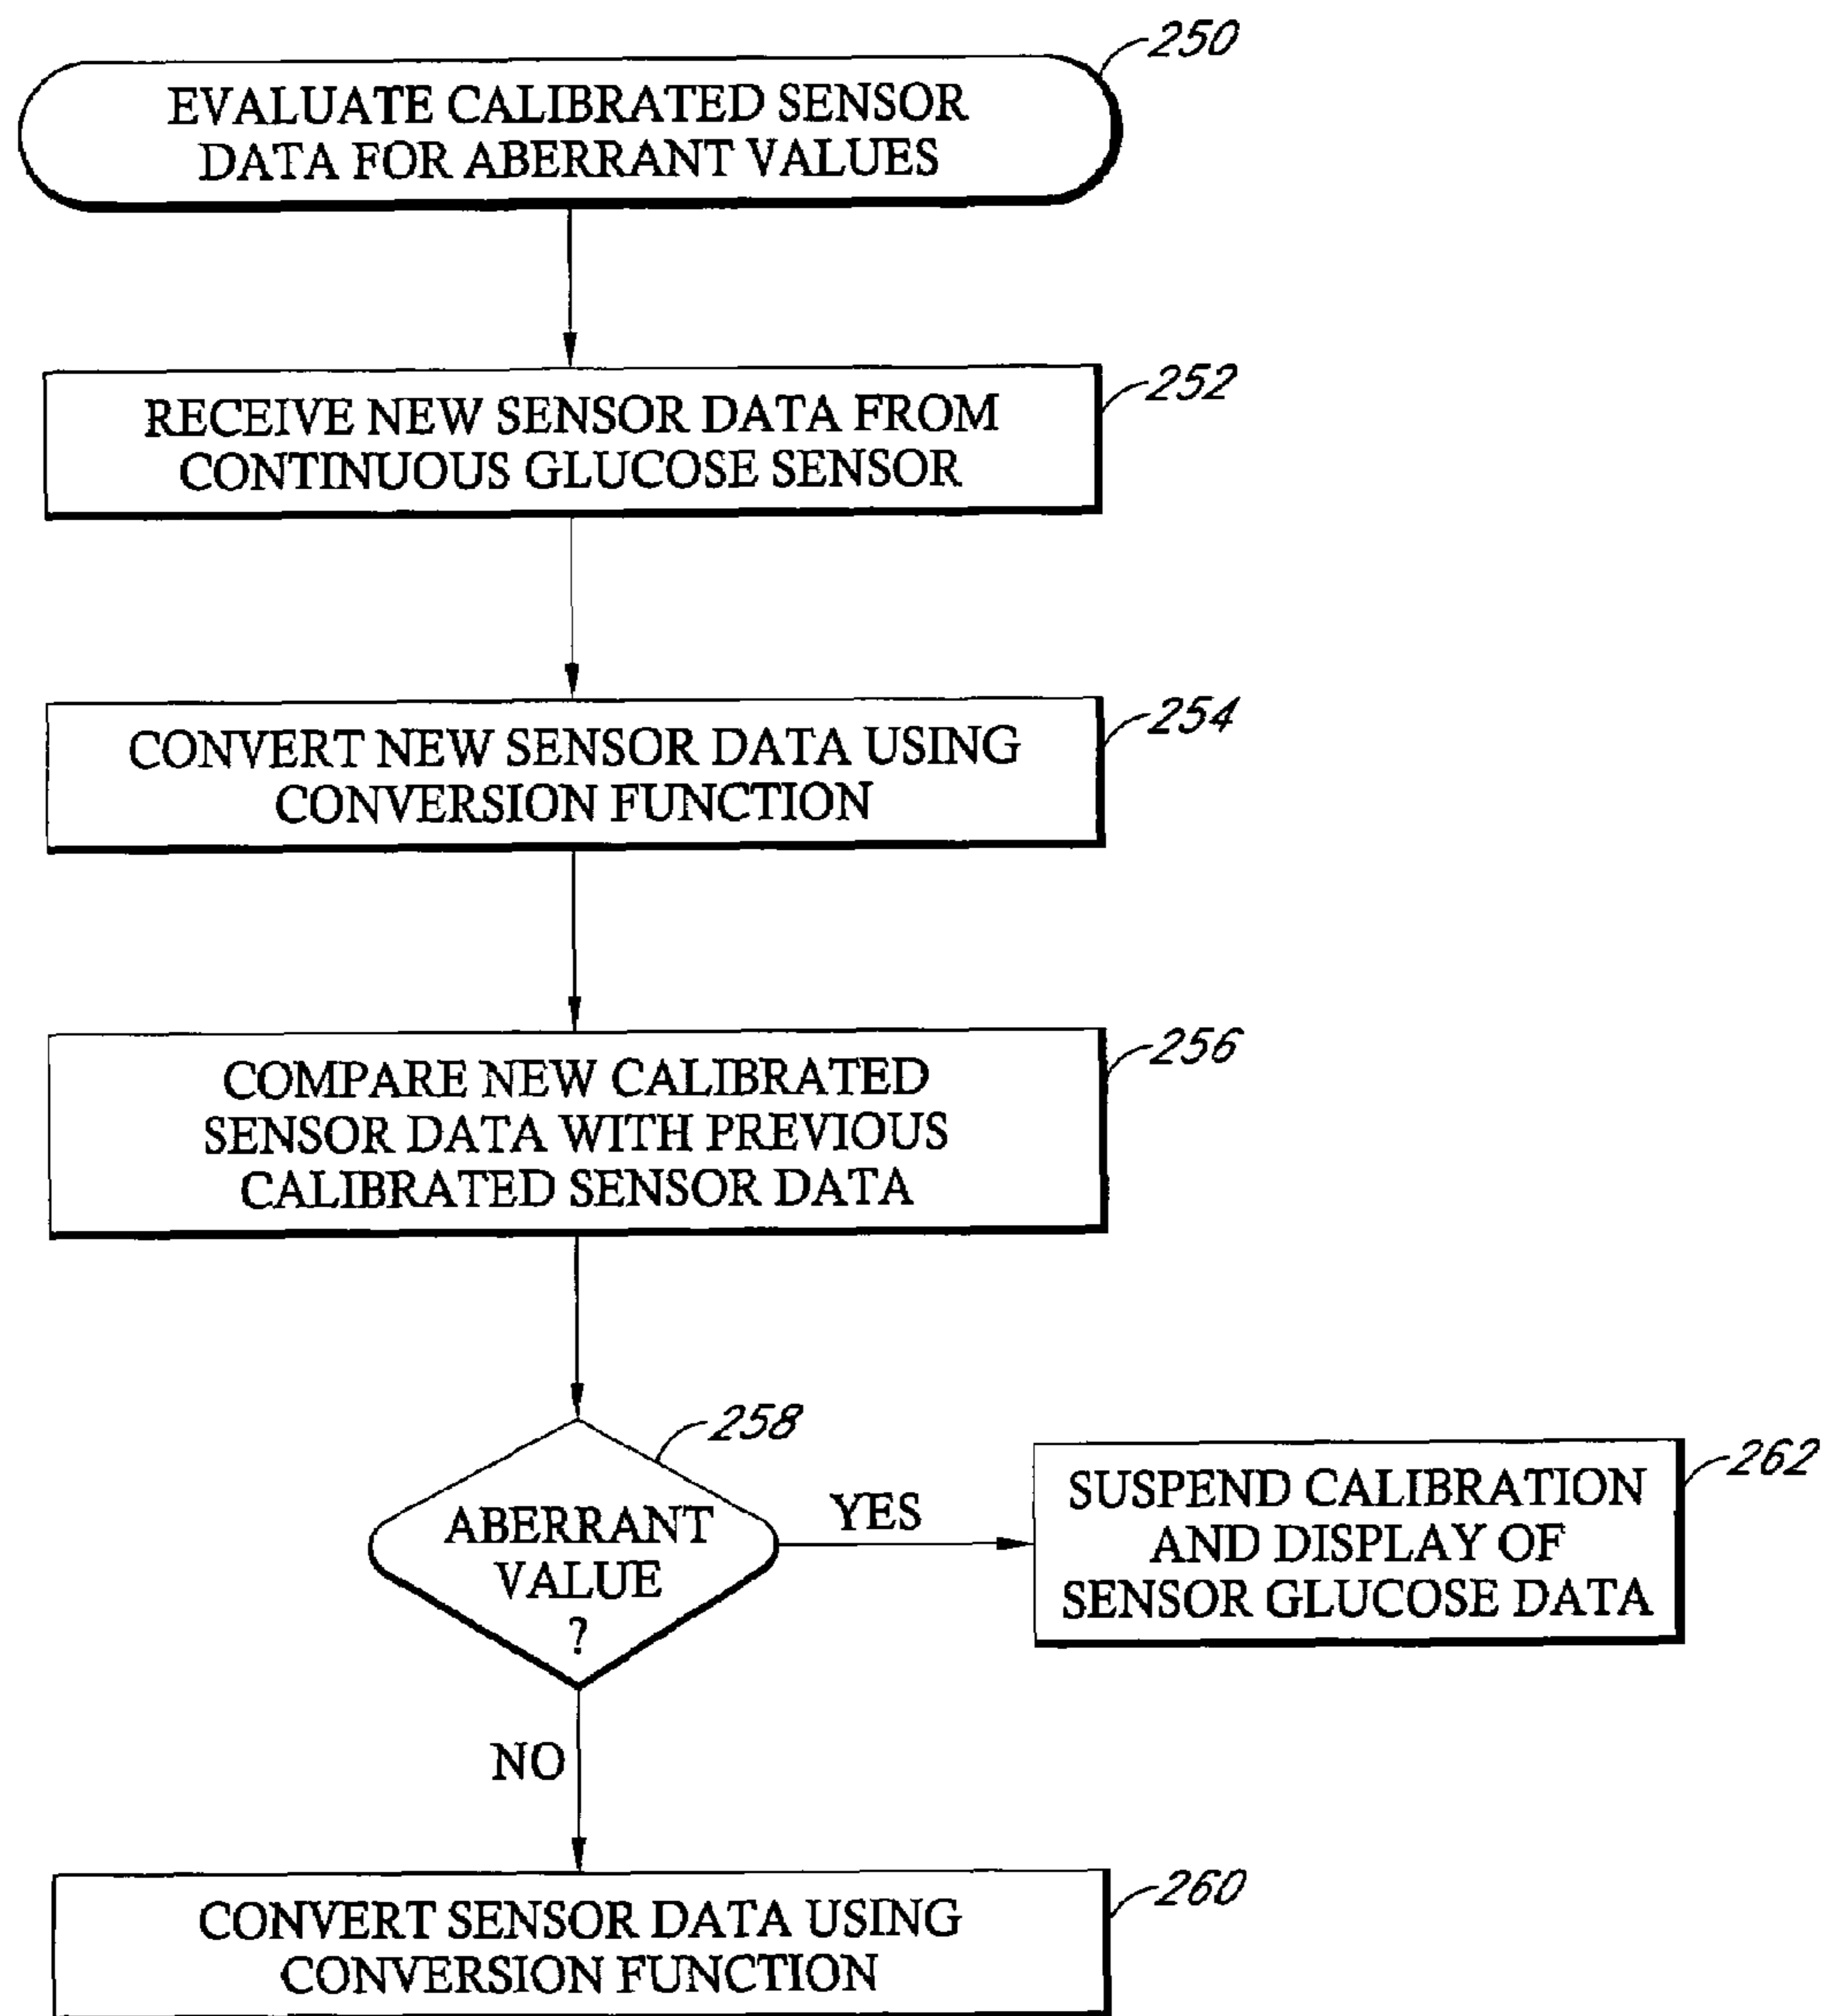 250
EVALUATE CALIBRATED SENSOR
DATA FOR ABERRANT VALUES
252
RECEIVE NEW SENSOR DATA FROM
CONTINUOUS GLUCOSE SENSOR
254
CONVERT NEW SENSOR DATA USING
CONVERSION FUNCTION
256
COMPARE NEW CALIBRATED
SENSOR DATA WITH PREVIOUS
CALIBRATED SENSOR DATA
258
ABERRANT
VALUE
?
YES
262
SUSPEND CALIBRATION
AND DISPLAY OF
SENSOR GLUCOSE DATA
NO
260
CONVERT SENSOR DATA USING
CONVERSION FUNCTION